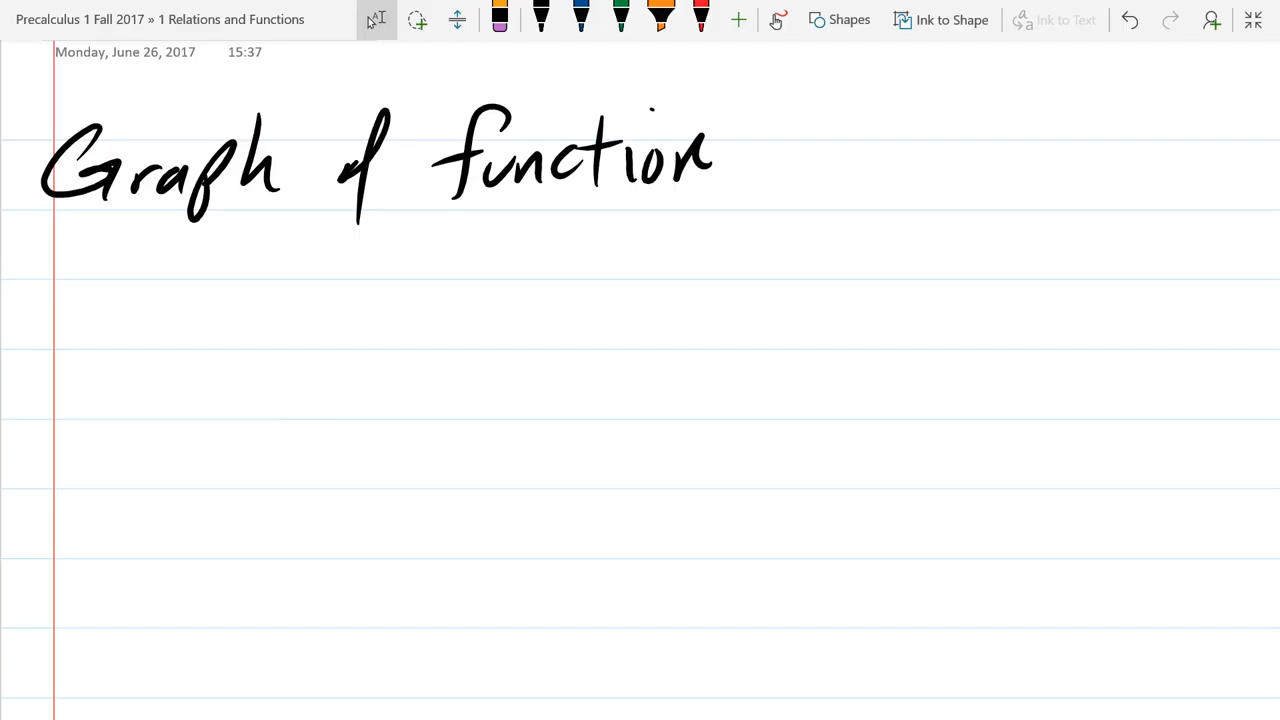 Precalculus 1 Fall 2017 » 1 Relations and Functions
Shapes
Ink to Shape
Ink to Text
Monday, June 26, 2017 15:37
Graph of function